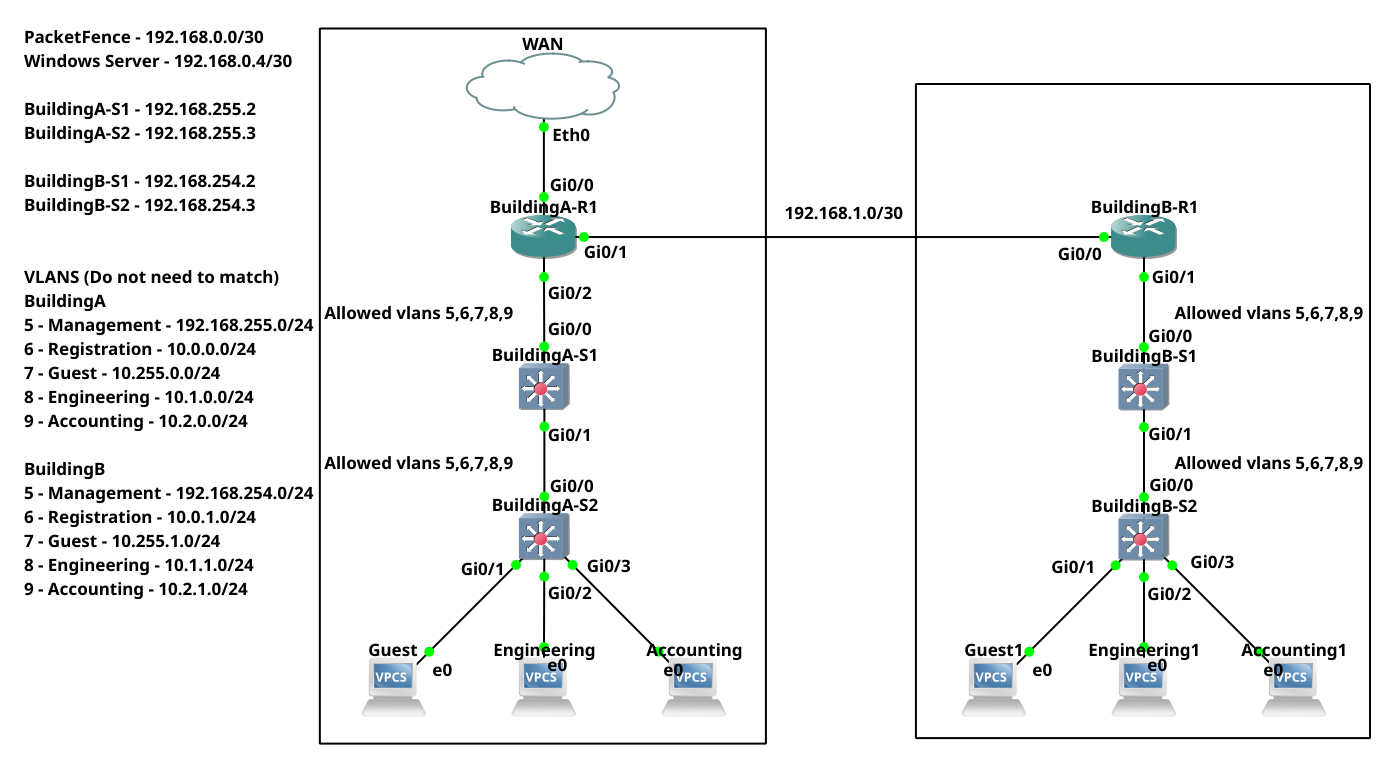 PacketFence - 192.168.0.0/30
Windows Server - 192.168.0.4/30
BuildingA-S1 - 192.168.255.2
BuildingA-S2 - 192.168.255.3
BuildingB-S1 - 192.168.254.2
BuildingB-S2 - 192.168.254.3
VLANS (Do not need to match)
BuildingA
5 - Management - 192.168.255.0/24
6 - Registration - 10.0.0.0/24
7 - Guest - 10.255.0.0/24
8 - Engineering - 10.1.0.0/24
9 - Accounting - 10.2.0.0/24
BuildingB
5 - Management - 192.168.254.0/24
6 - Registration - 10.0.1.0/24
7 - Guest - 10.255.1.0/24
8 - Engineering - 10.1.1.0/24
9 - Accounting - 10.2.1.0/24
WAN
Eth0
Gi0/0
BuildingA-R1
Gi0/1
Gi0/2
Allowed vlans 5,6,7,8,9
Gi0/0
BuildingA-S1
Gi0/1
Allowed vlans 5,6,7,8,9
Gi0/0
BuildingA-S2
Gi0/1
Gi0/3
Gi0/2
Guest
Engineering
Accounting
e0
e0
e0
VPCS
VPCS
VPCS
192.168.1.0/30
BuildingB-R1
Gi0/0
Gi0/1
Allowed vlans 5,6,7,8,9
Gi0/0
BuildingB-S1
Gi0/1
Allowed vlans 5,6,7,8,9
Gi0/0
BuildingB-S2
Gi0/1
Gi0/3
Gi0/2
Guest1
Engineering1
Accounting1
e0
e0
e0
VPCS
VPCS
VPCS